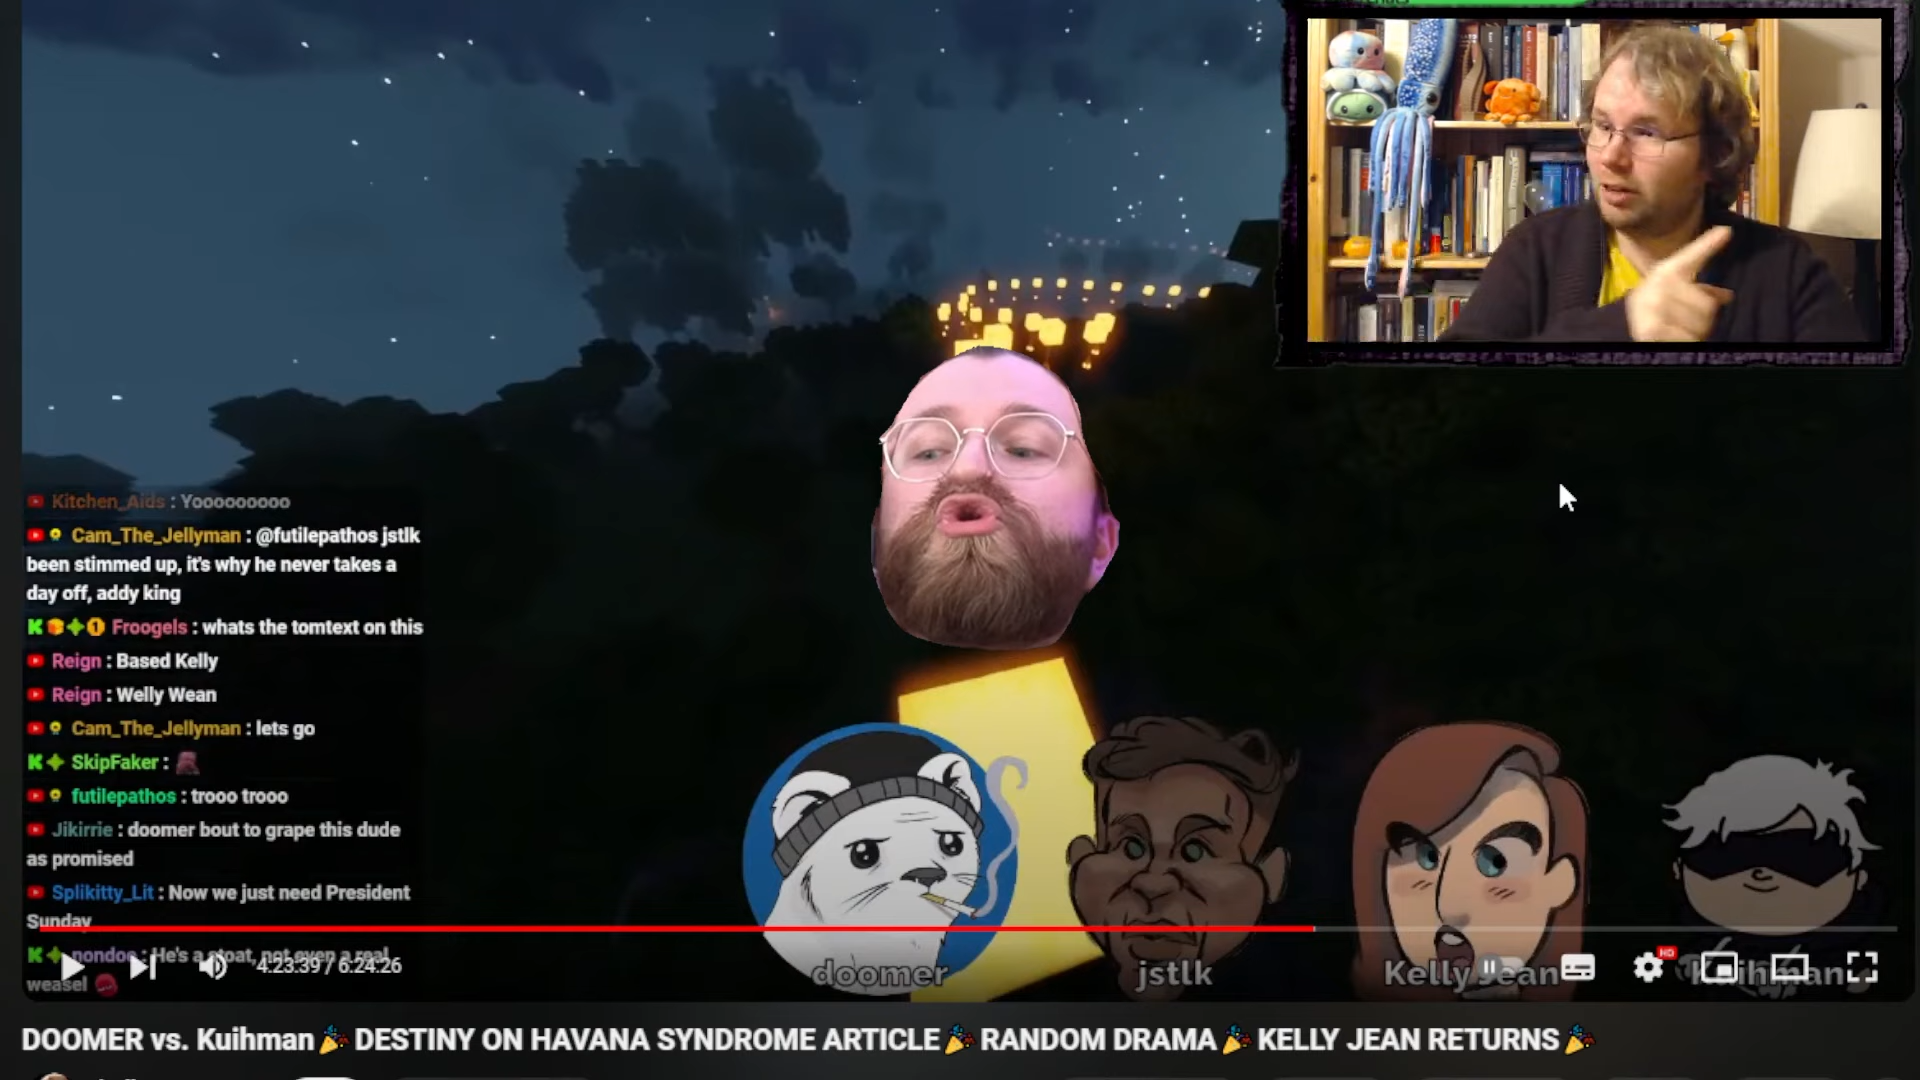 Kitchen_Aids : Yooooooooo
Cam_The_Jellyman : @futilepathos jstlk
been stimmed up, it's why he never takes a
day off, addy king
Froogels : whats the tomtext on this
Reign : Based Kelly
Reign : Welly Wean
Cam_The_Jellyman : lets go
SkipFaker :
futilepathos : trooo trooo
Jikirrie : doomer bout to grape this dude
as promised
Splikitty_Lit : Now we just need President
Sunday
nondoe : He's a stoat, not even a real
weasel
4:23:39 / 6:24:26
doomer
jstlk
Kelly Jean
HD
Kuihman
DOOMER vs. Kuihman🎉DESTINY ON HAVANA SYNDROME ARTICLE🎉RANDOM DRAMA🎉KELLY JEAN RETURNS🎉